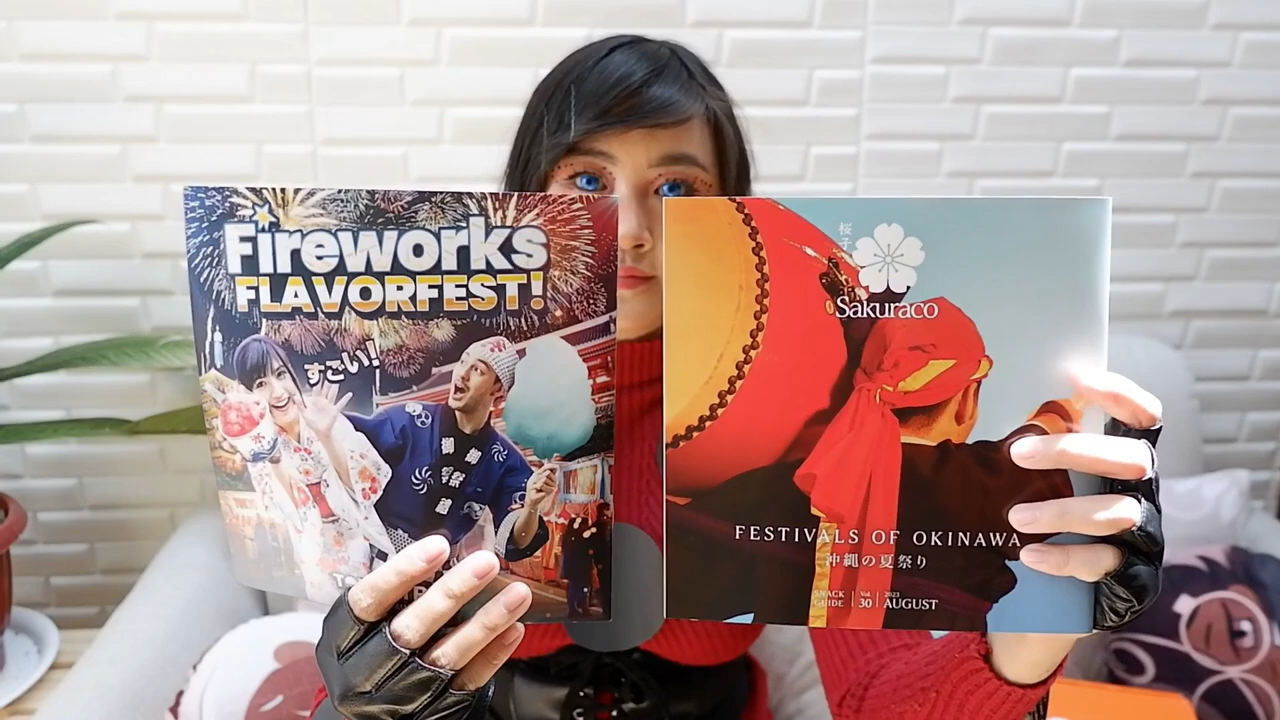 Fireworks
FLAVORFEST!
すごい!
桜子
Sakuraco
FESTIVALS OF OKINAWA
沖縄の夏祭り
SNACK GUIDE | Vol. 30 | 2023 AUGUST